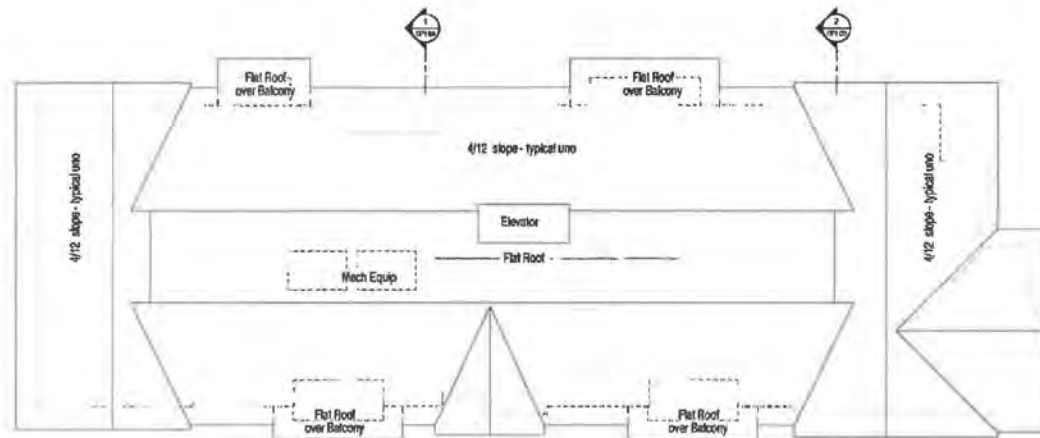 1
2
Flat Roof
over Balcony
Flat Roof
over Balcony
4/12 slope - typical uno
4/12 slope - typical uno
4/12 slope - typical uno
Elevator
Flat Roof
Mech Equip
Flat Roof
over Balcony
Flat Roof
over Balcony